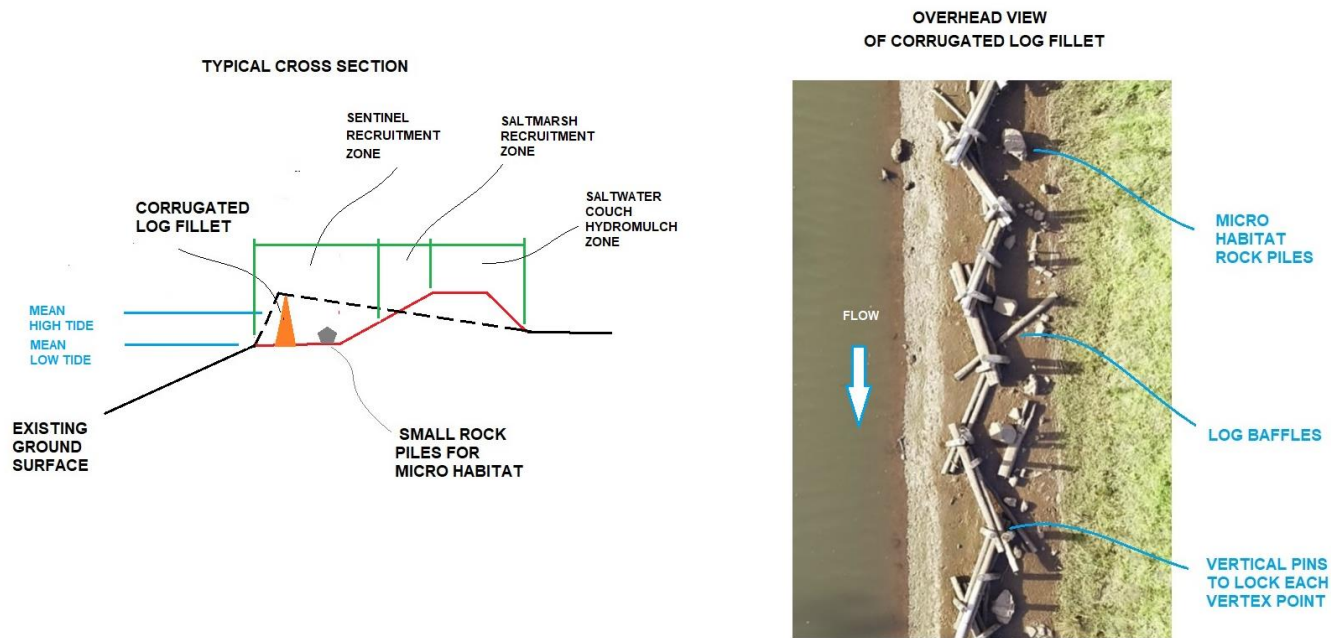 TYPICAL CROSS SECTION
SENTINEL
RECRUITMENT
ZONE
SALTMARSH
RECRUITMENT
ZONE
SALTWATER
COUCH
HYDROMULCH
ZONE
CORRUGATED
LOG FILLET
MEAN
HIGH TIDE
MEAN
LOW TIDE
EXISTING
GROUND
SURFACE
SMALL ROCK
PILES FOR
MICRO HABITAT
OVERHEAD VIEW
OF CORRUGATED LOG FILLET
FLOW
MICRO
HABITAT
ROCK PILES
LOG BAFFLES
VERTICAL PINS
TO LOCK EACH
VERTEX POINT